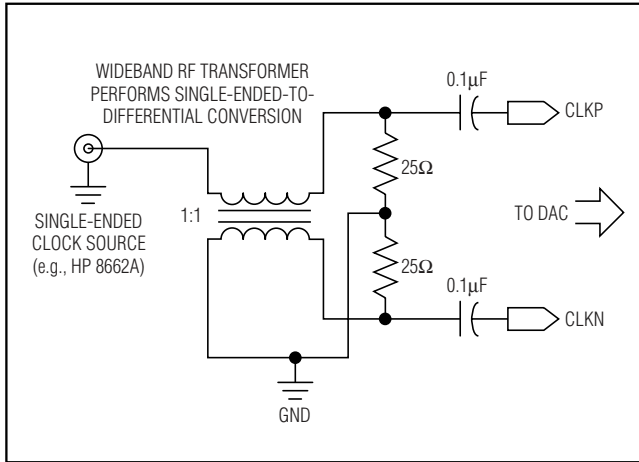 WIDEBAND RF TRANSFORMER
PERFORMS SINGLE-ENDED-TO-
DIFFERENTIAL CONVERSION
0.1μF
CLKP
25Ω
SINGLE-ENDED
CLOCK SOURCE
(e.g., HP 8662A)
1:1
TO DAC
25Ω
0.1μF
CLKN
GND